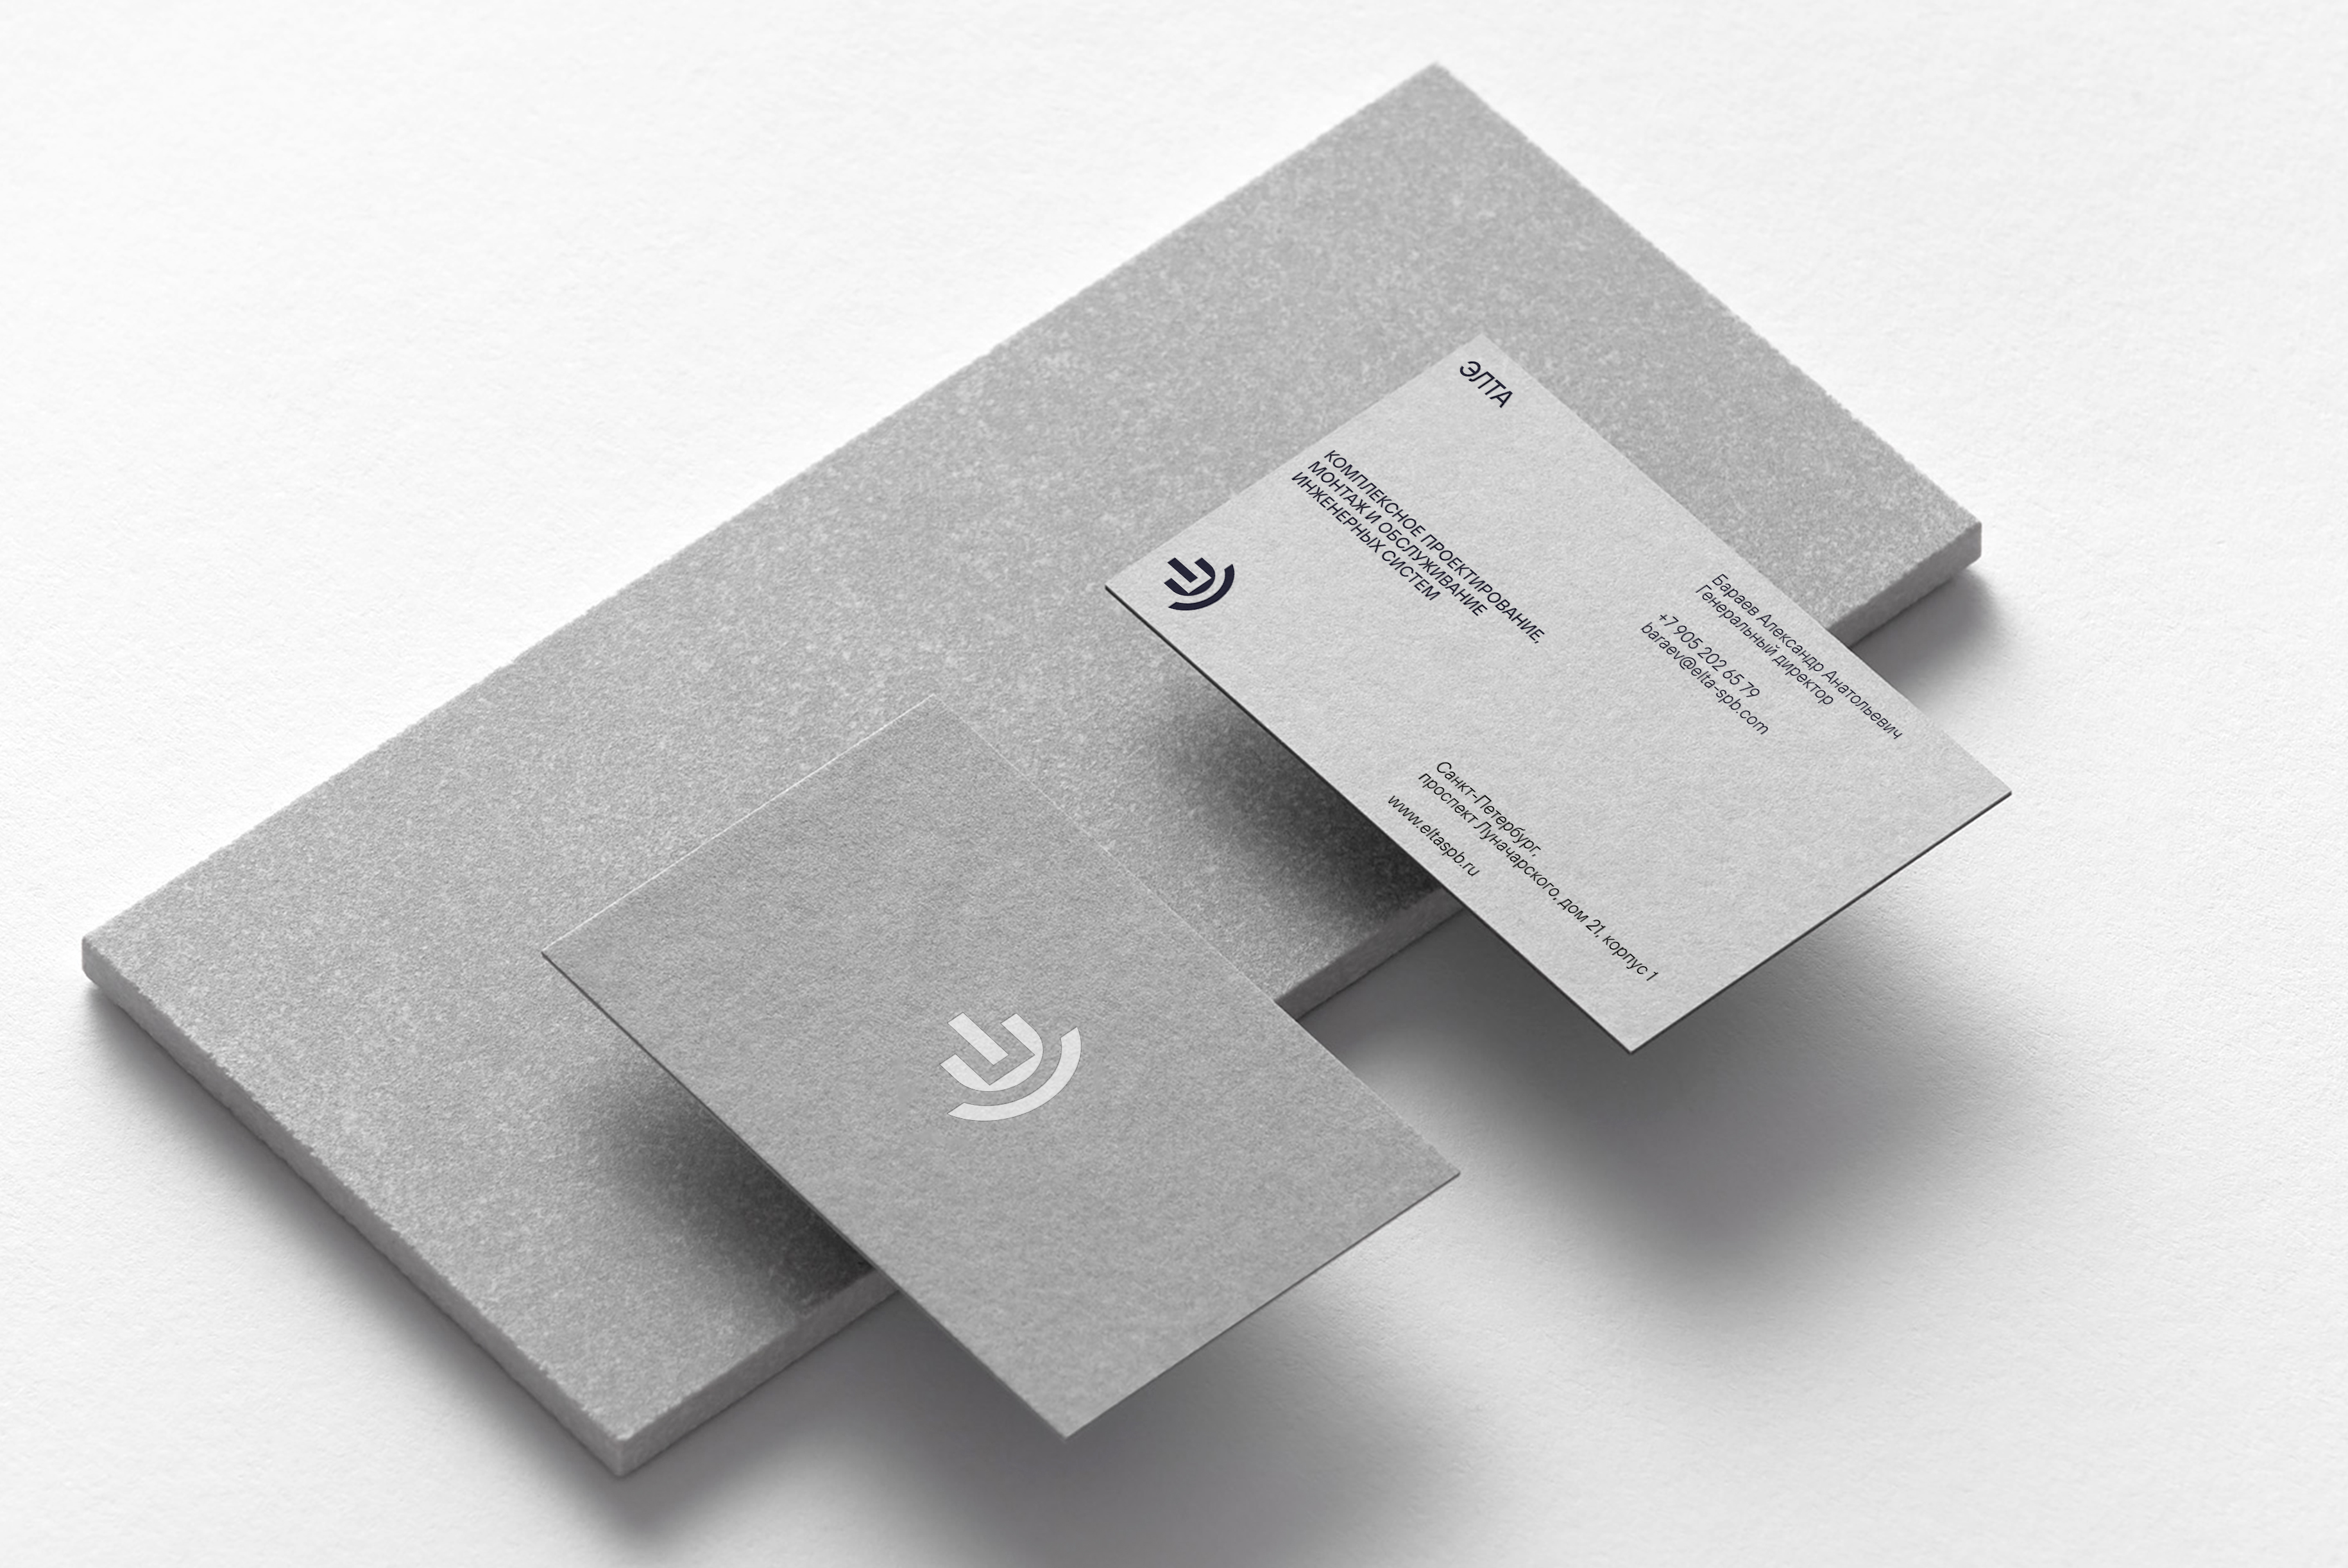 ЭЛТА
КОМПЛЕКСНОЕ ПРОЕКТИРОВАНИЕ,
МОНТАЖ И ОБСЛУЖИВАНИЕ
ИНЖЕНЕРНЫХ СИСТЕМ
Бараев Александр Анатольевич
Генеральный директор
+7 905 202 65 79
baraev@elta-spb.com
Санкт-Петербург,
проспект Луначарского, дом 21, корпус 1
www.eltaspb.ru